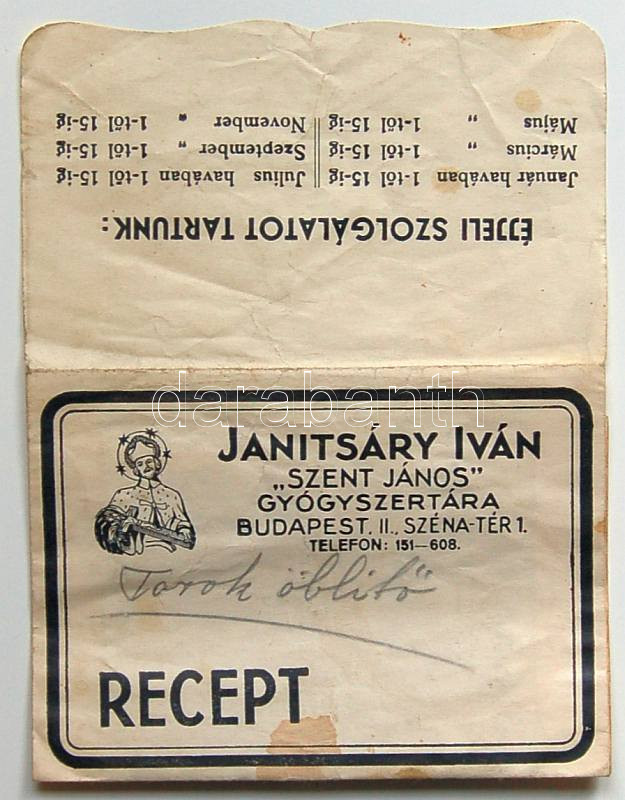 ÉJJELI SZOLGÁLATOT TARTUNK:
Január havában 1-től 15-ig Julius havában 1-től 15-ig
Március „ 1-től 15-ig Szeptember „ 1-től 15-ig
Május „ 1-től 15-ig November „ 1-től 15-ig
darabanth
JANITSÁRY IVÁN
„SZENT JÁNOS"
GYÓGYSZERTÁRA
BUDAPEST, II., SZÉNA-TÉR 1.
TELEFON: 151—608.
Torok öblítő
RECEPT